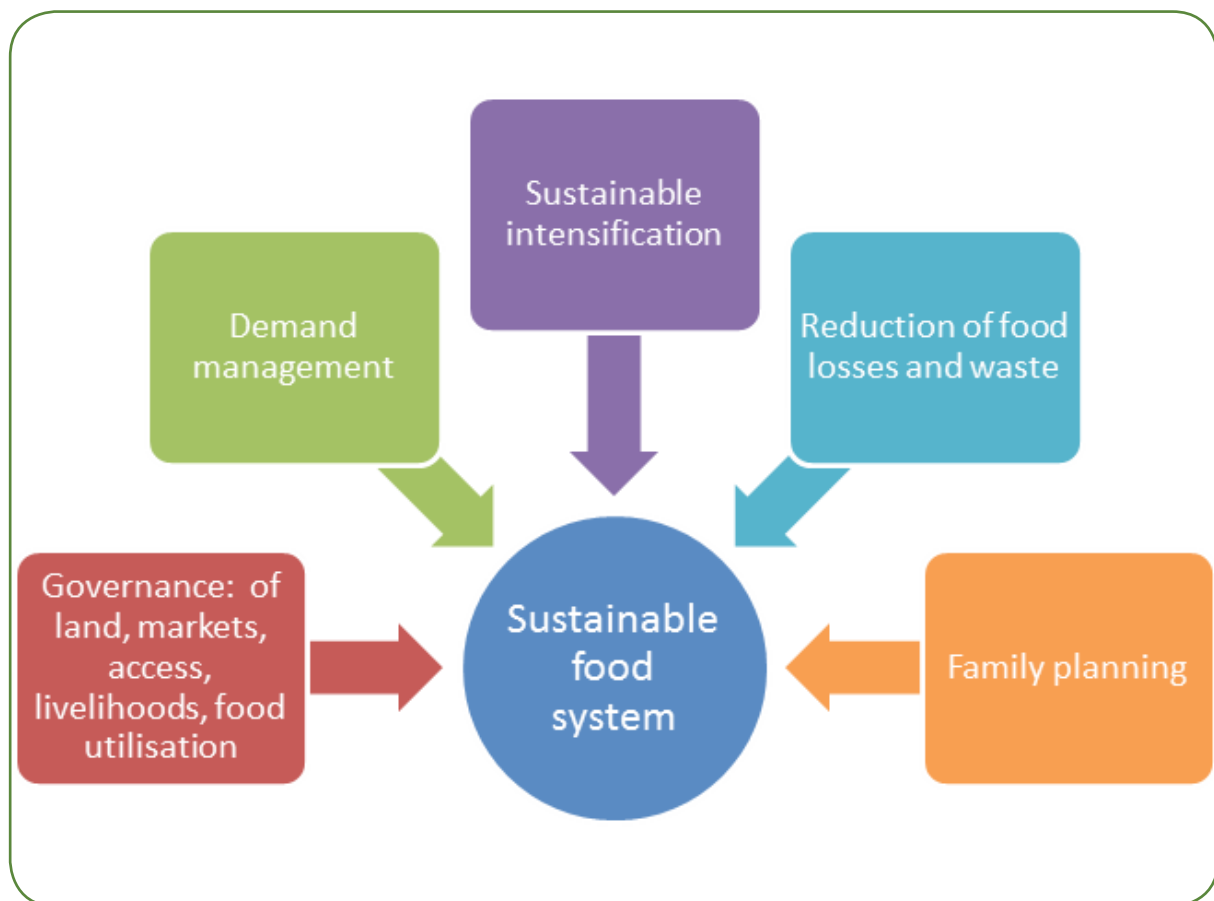 Sustainable
intensification
Demand
management
Reduction of food
losses and waste
Governance: of
land, markets,
access,
livelihoods, food
utilisation
Sustainable
food
system
Family planning